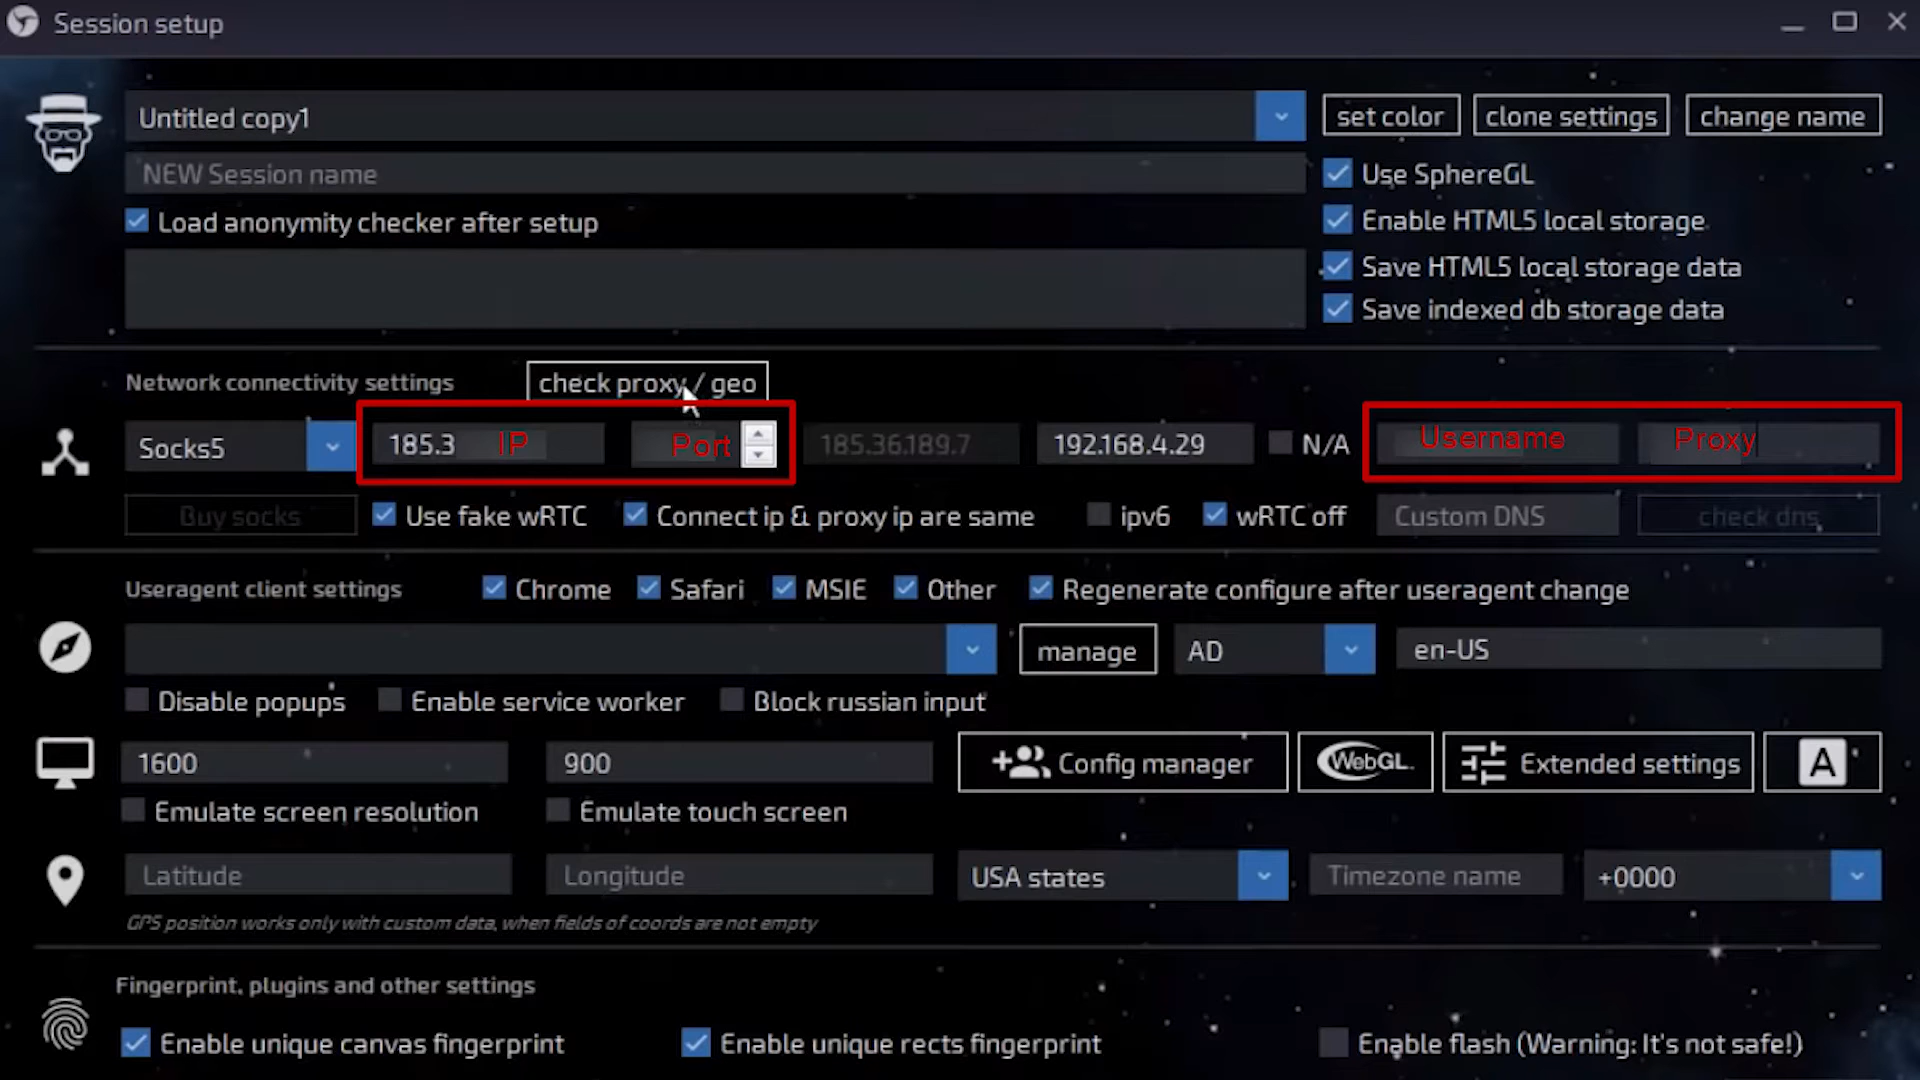 Session setup
Untitled copy1
set color
clone settings
change name
NEW Session name
Use SphereGL
Load anonymity checker after setup
Enable HTML5 local storage
Save HTML5 local storage data
Save indexed db storage data
Network connectivity settings
check proxy / geo
Socks5
185.3
IP
Port
185.36.189.7
192.168.4.29
N/A
Username
Proxy
Buy socks
Use fake wRTC
Connect ip & proxy ip are same
ipv6
wRTC off
Custom DNS
check dns
Useragent client settings
Chrome
Safari
MSIE
Other
Regenerate configure after useragent change
manage
AD
en-US
Disable popups
Enable service worker
Block russian input
1600
900
Config manager
WebGL
Extended settings
A
Emulate screen resolution
Emulate touch screen
Latitude
Longitude
USA states
Timezone name
+0000
GPS position works only with custom data, when fields of coords are not empty
Fingerprint, plugins and other settings
Enable unique canvas fingerprint
Enable unique rects fingerprint
Enable flash (Warning: It's not safe!)